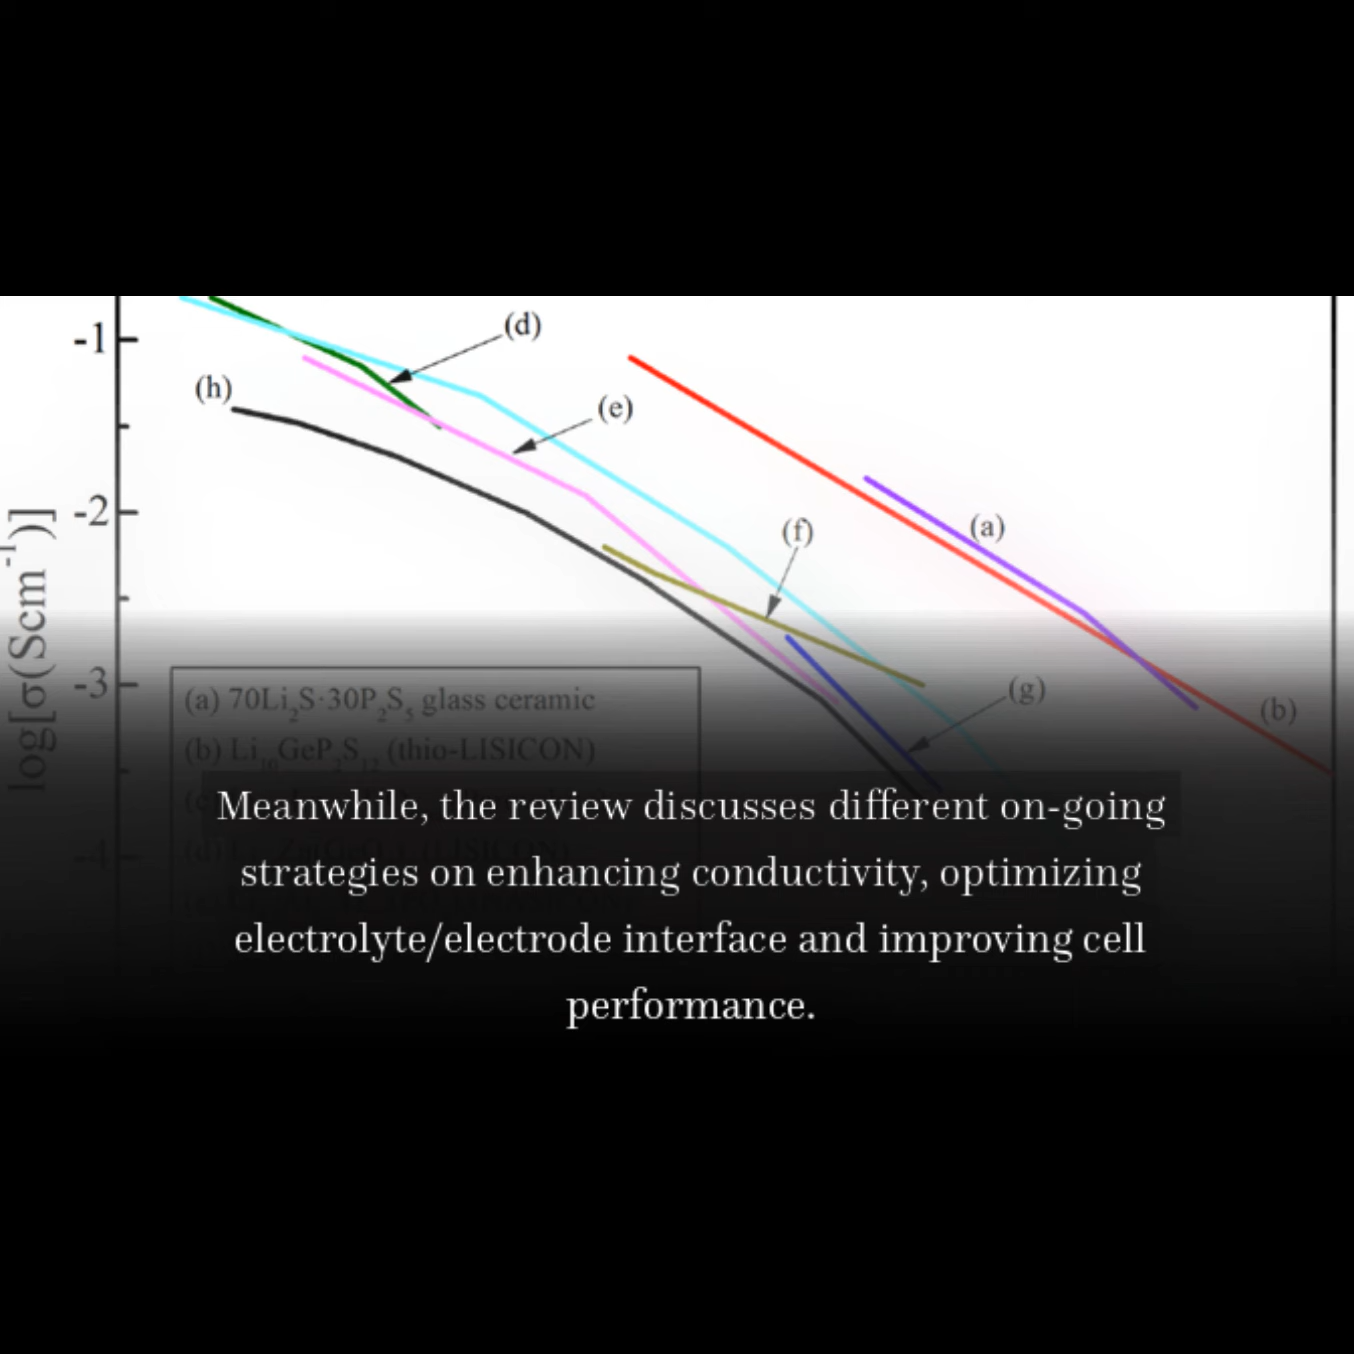 -1
(d)
(h)
(e)
-2
(f)
(a)
log[σ(Scm⁻¹)]
-3
(g)
(b)
(a) 70Li₂S·30P₂S₅ glass ceramic
(b) Li₁₀GeP₂S₁₂ (thio-LISICON)
-4
Meanwhile, the review discusses different on-going
strategies on enhancing conductivity, optimizing
electrolyte/electrode interface and improving cell
performance.